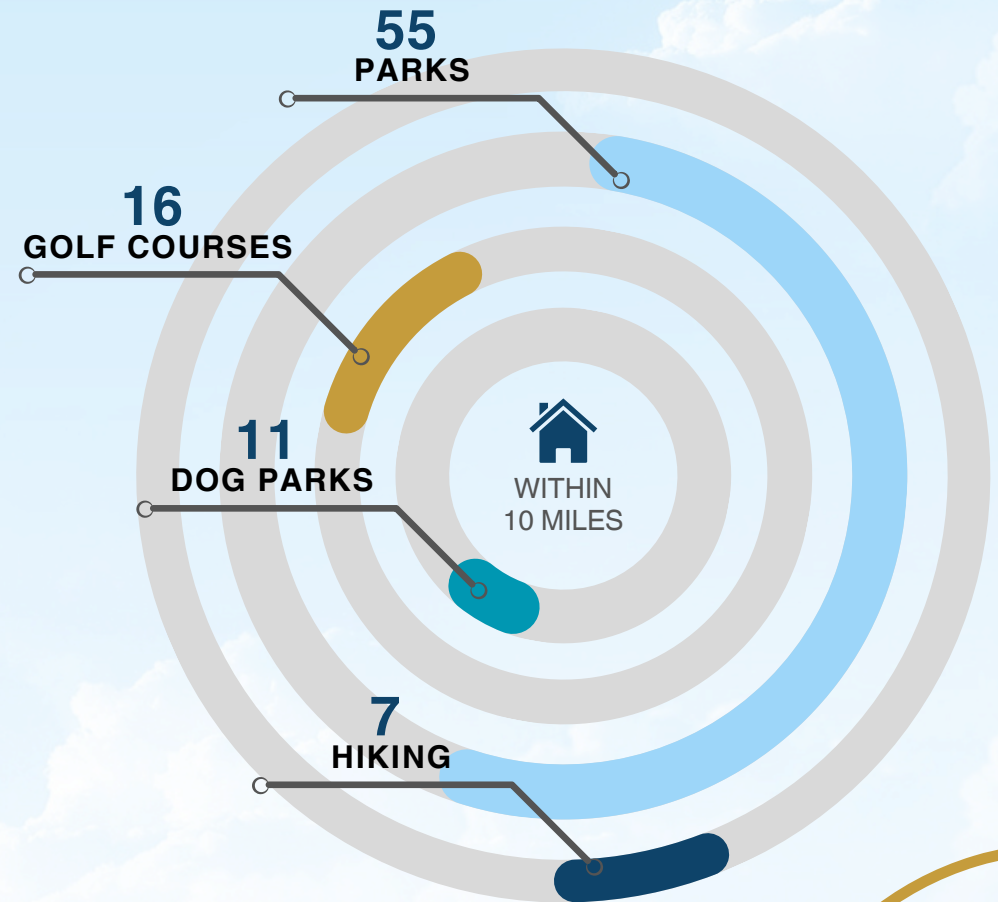 55
PARKS
16
GOLF COURSES
11
DOG PARKS
WITHIN
10 MILES
7
HIKING